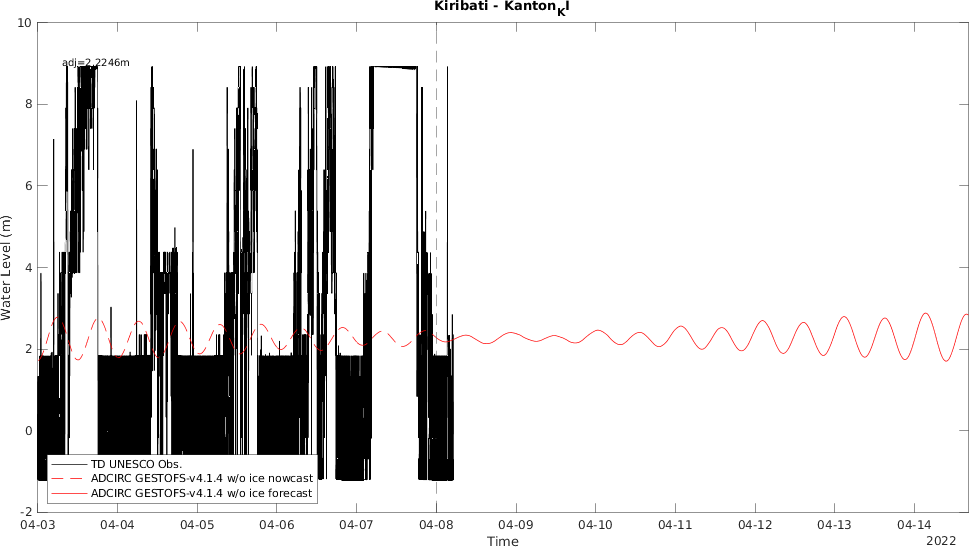 Kiribati - Kanton_KI
10
8
6
4
2
0
-2
Water Level (m)
adj=2.2246m
TD UNESCO Obs.
ADCIRC GESTOFS-v4.1.4 w/o ice nowcast
ADCIRC GESTOFS-v4.1.4 w/o ice forecast
04-03 04-04 04-05 04-06 04-07 04-08 04-09 04-10 04-11 04-12 04-13 04-14
Time
2022